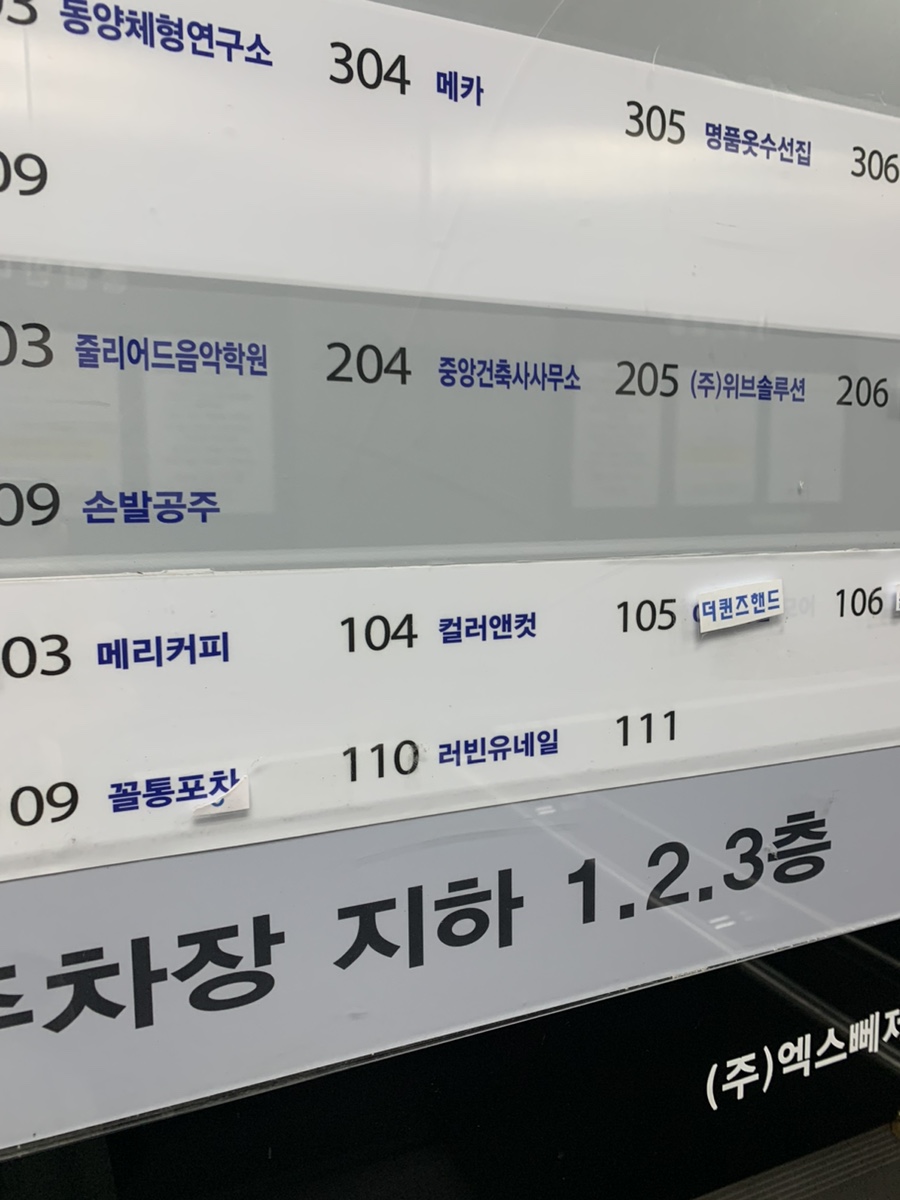 03 동양체형연구소 304 메카 305 명품옷수선집 306
09
03 줄리어드음악학원 204 중앙건축사사무소 205 (주)위브솔루션 206
09 손발공주
03 메리커피 104 컬러앤컷 105 더퀸즈핸드 106
09 꼴통포차 110 러빈유네일 111
주차장 지하 1.2.3층
(주)엑스뻬